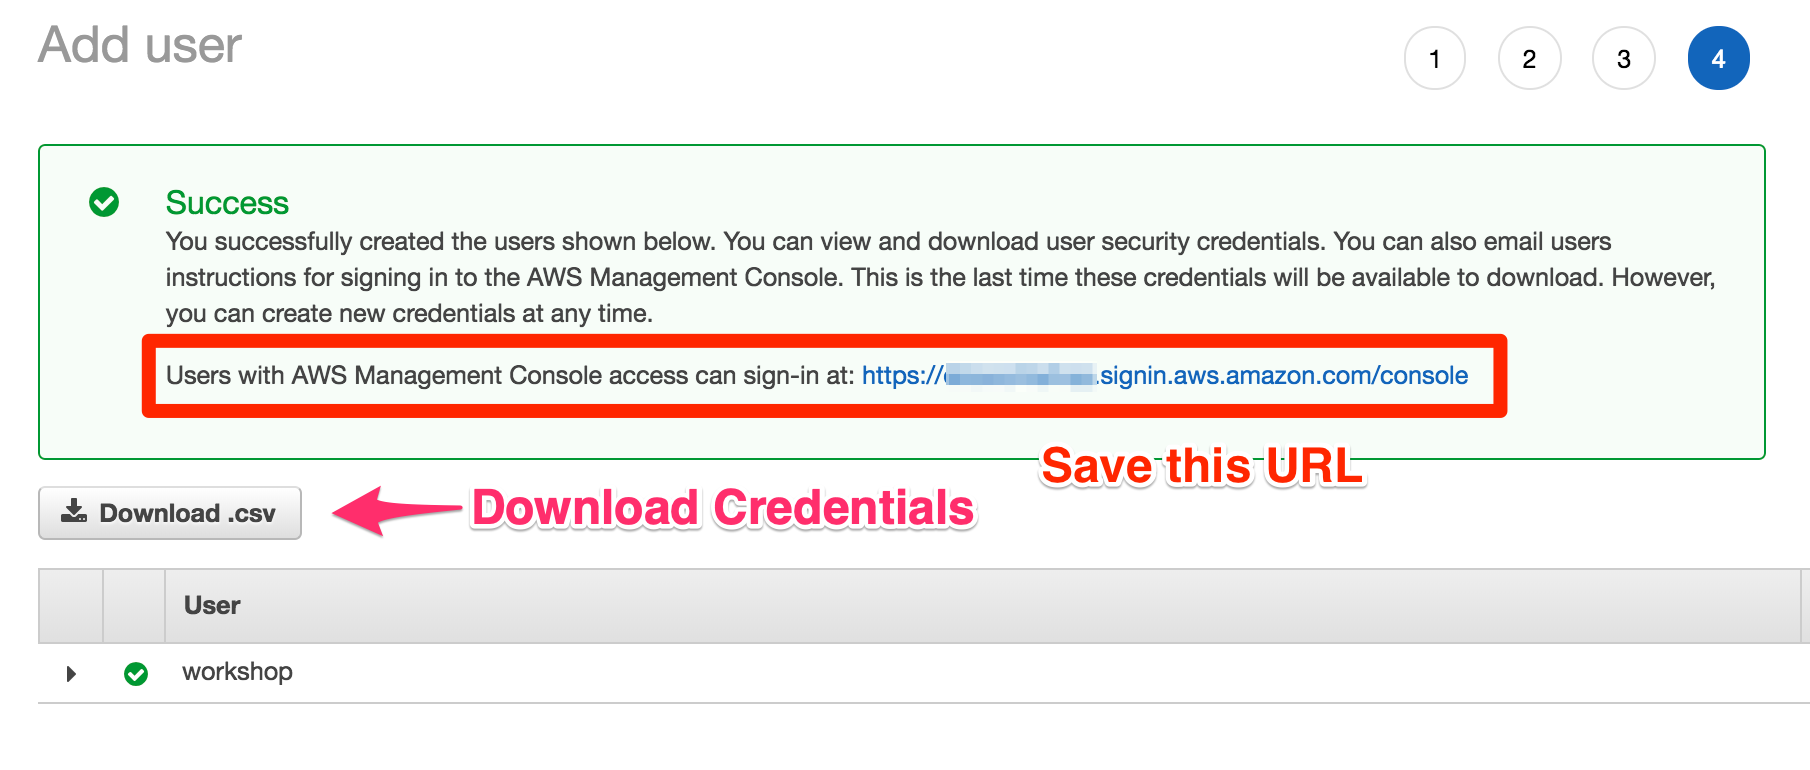 Add user
1 2 3 4
Success
You successfully created the users shown below. You can view and download user security credentials. You can also email users
instructions for signing in to the AWS Management Console. This is the last time these credentials will be available to download. However,
you can create new credentials at any time.
Users with AWS Management Console access can sign-in at: https:// .signin.aws.amazon.com/console
Save this URL
Download .csv
Download Credentials
User
workshop